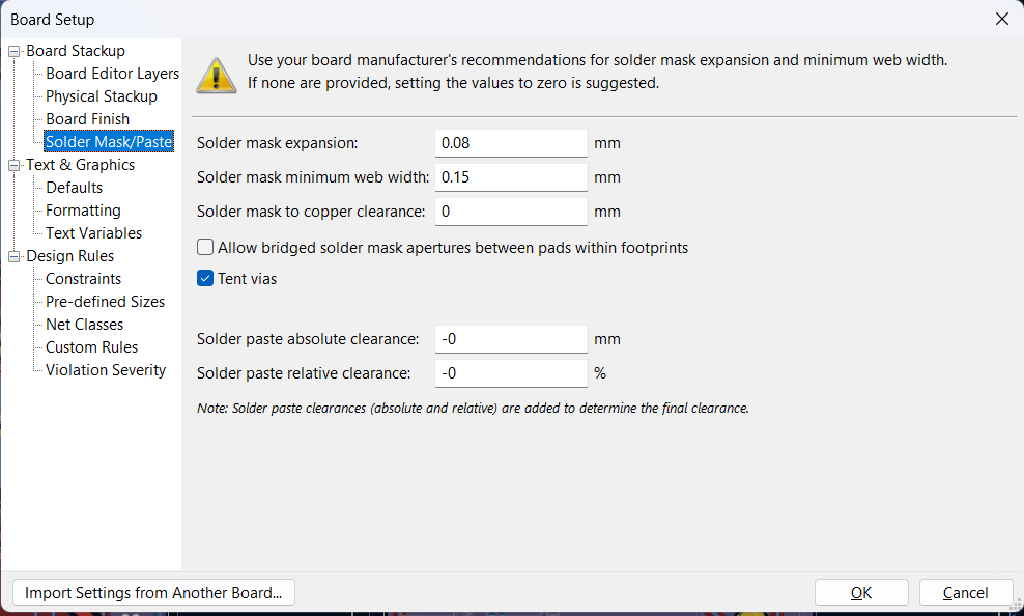 Board Setup
Board Stackup
Board Editor Layers
Physical Stackup
Board Finish
Solder Mask/Paste
Text & Graphics
Defaults
Formatting
Text Variables
Design Rules
Constraints
Pre-defined Sizes
Net Classes
Custom Rules
Violation Severity
Use your board manufacturer's recommendations for solder mask expansion and minimum web width.
If none are provided, setting the values to zero is suggested.
Solder mask expansion: 0.08 mm
Solder mask minimum web width: 0.15 mm
Solder mask to copper clearance: 0 mm
Allow bridged solder mask apertures between pads within footprints
Tent vias
Solder paste absolute clearance: -0 mm
Solder paste relative clearance: -0 %
Note: Solder paste clearances (absolute and relative) are added to determine the final clearance.
Import Settings from Another Board... OK Cancel